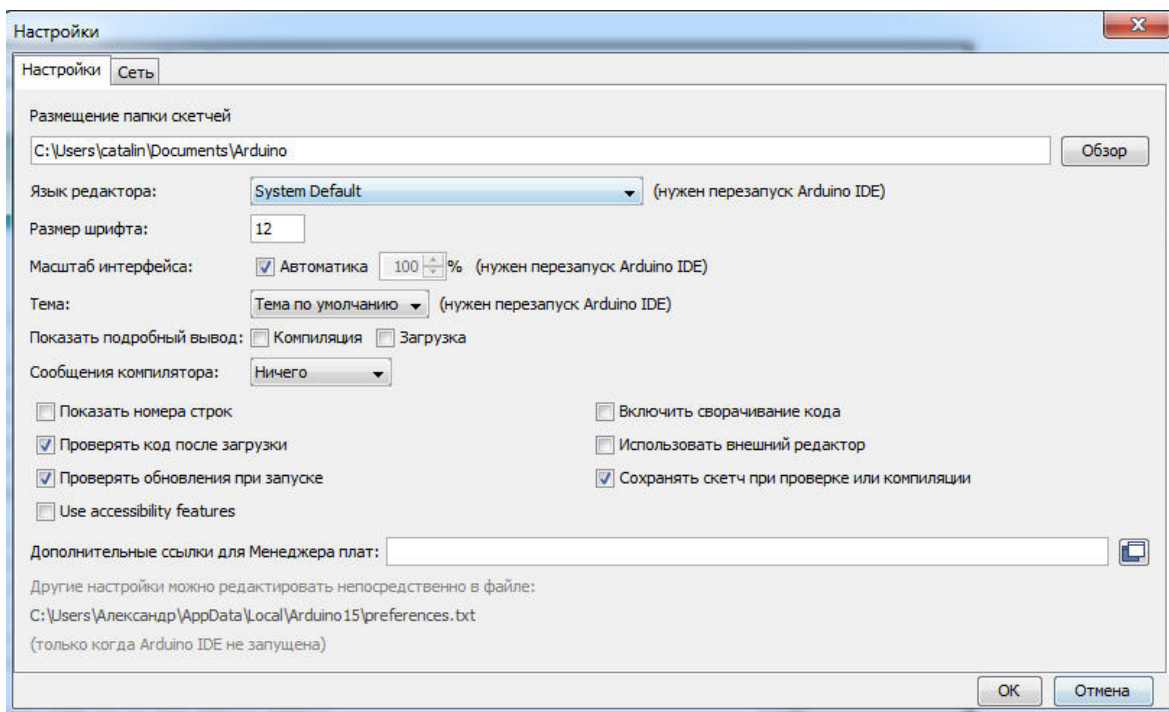 Настройки
Настройки Сеть
Размещение папки скетчей
C:\Users\catalin\Documents\Arduino Обзор
Язык редактора: System Default (нужен перезапуск Arduino IDE)
Размер шрифта: 12
Масштаб интерфейса: Автоматика 100 % (нужен перезапуск Arduino IDE)
Тема: Тема по умолчанию (нужен перезапуск Arduino IDE)
Показать подробный вывод: Компиляция Загрузка
Сообщения компилятора: Ничего
Показать номера строк Включить сворачивание кода
Проверять код после загрузки Использовать внешний редактор
Проверять обновления при запуске Сохранять скетч при проверке или компиляции
Use accessibility features
Дополнительные ссылки для Менеджера плат:
Другие настройки можно редактировать непосредственно в файле:
C:\Users\Александр\AppData\Local\Arduino15\preferences.txt
(только когда Arduino IDE не запущена)
ОК Отмена